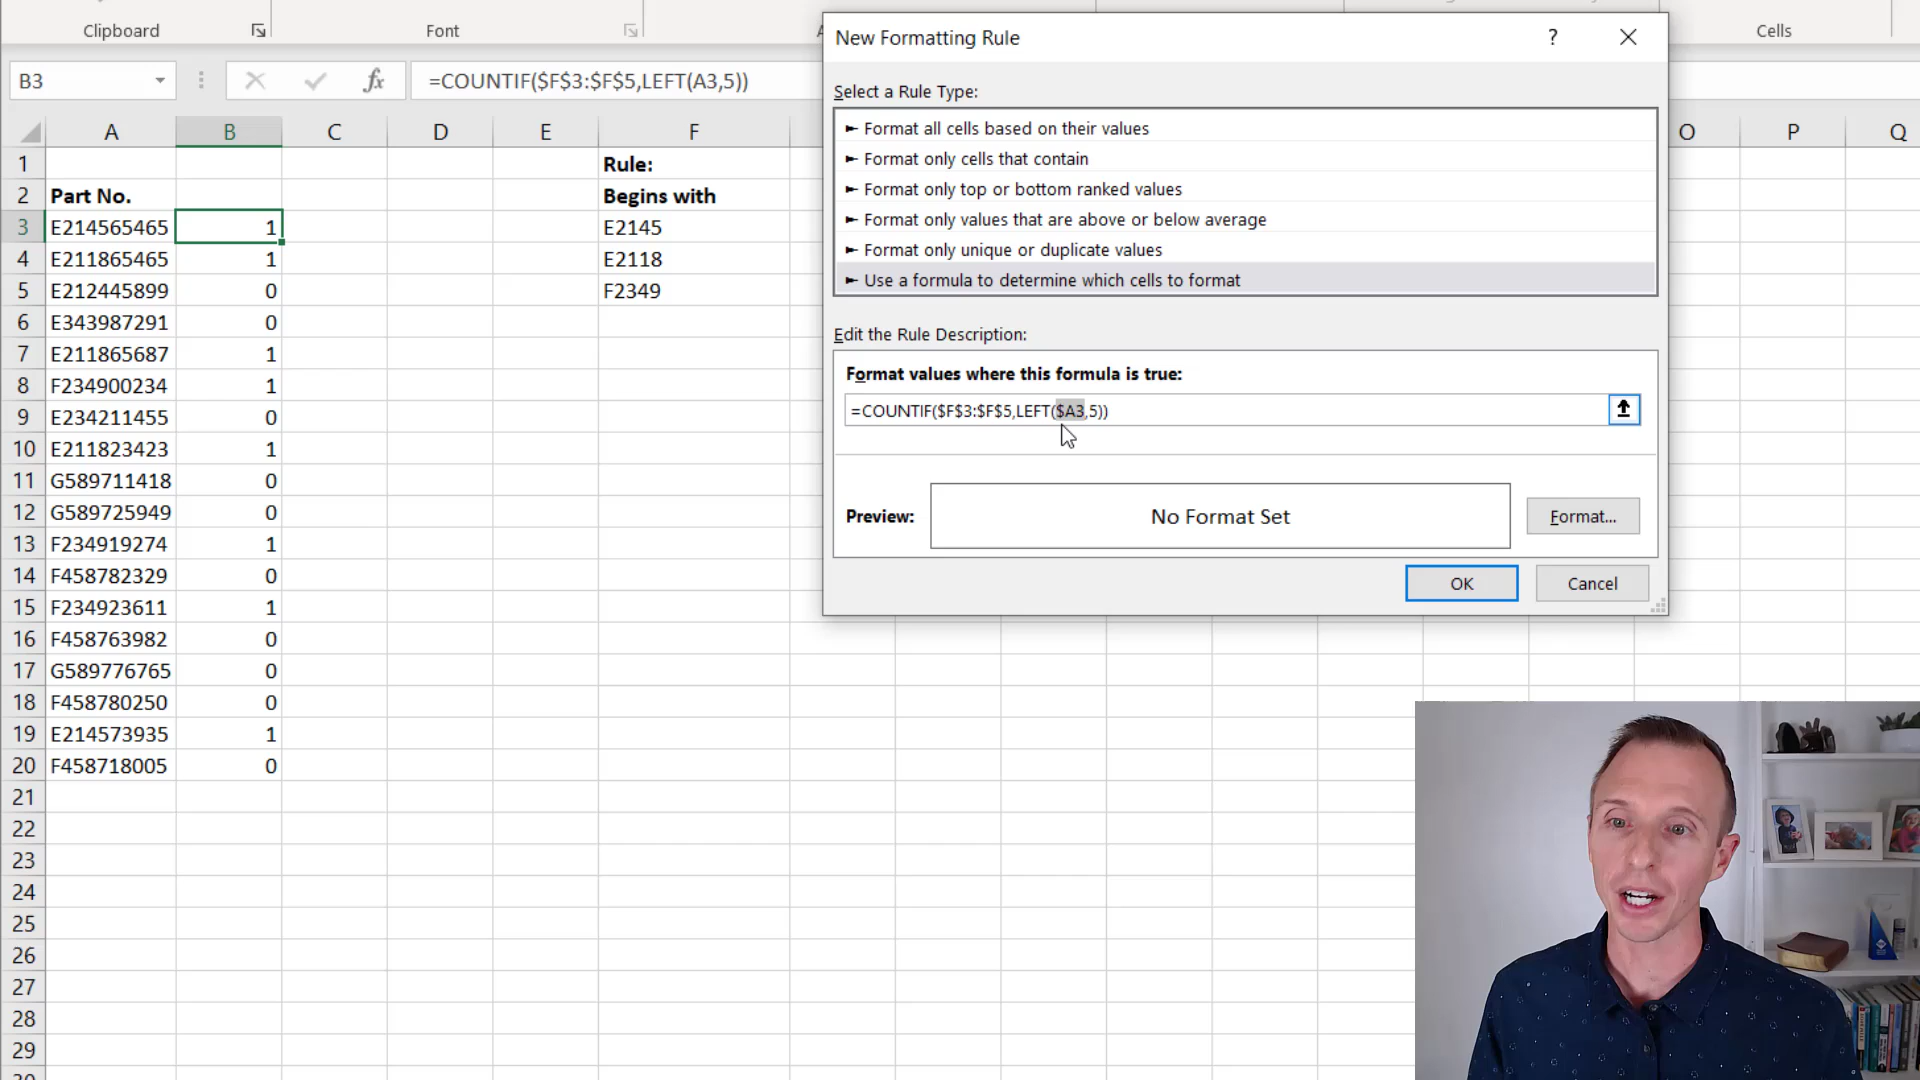 Clipboard
Font
Cells
New Formatting Rule
?
B3
fx
=COUNTIF($F$3:$F$5,LEFT(A3,5))
Select a Rule Type:
► Format all cells based on their values
► Format only cells that contain
► Format only top or bottom ranked values
► Format only values that are above or below average
► Format only unique or duplicate values
► Use a formula to determine which cells to format
Edit the Rule Description:
Format values where this formula is true:
=COUNTIF($F$3:$F$5,LEFT($A3,5))
Preview:
No Format Set
Format...
OK
Cancel
A B C D E F O P Q
1 Rule:
2 Part No. Begins with
3 E214565465 1 E2145
4 E211865465 1 E2118
5 E212445899 0 F2349
6 E343987291 0
7 E211865687 1
8 F234900234 1
9 E234211455 0
10 E211823423 1
11 G589711418 0
12 G589725949 0
13 F234919274 1
14 F458782329 0
15 F234923611 1
16 F458763982 0
17 G589776765 0
18 F458780250 0
19 E214573935 1
20 F458718005 0
21
22
23
24
25
26
27
28
29